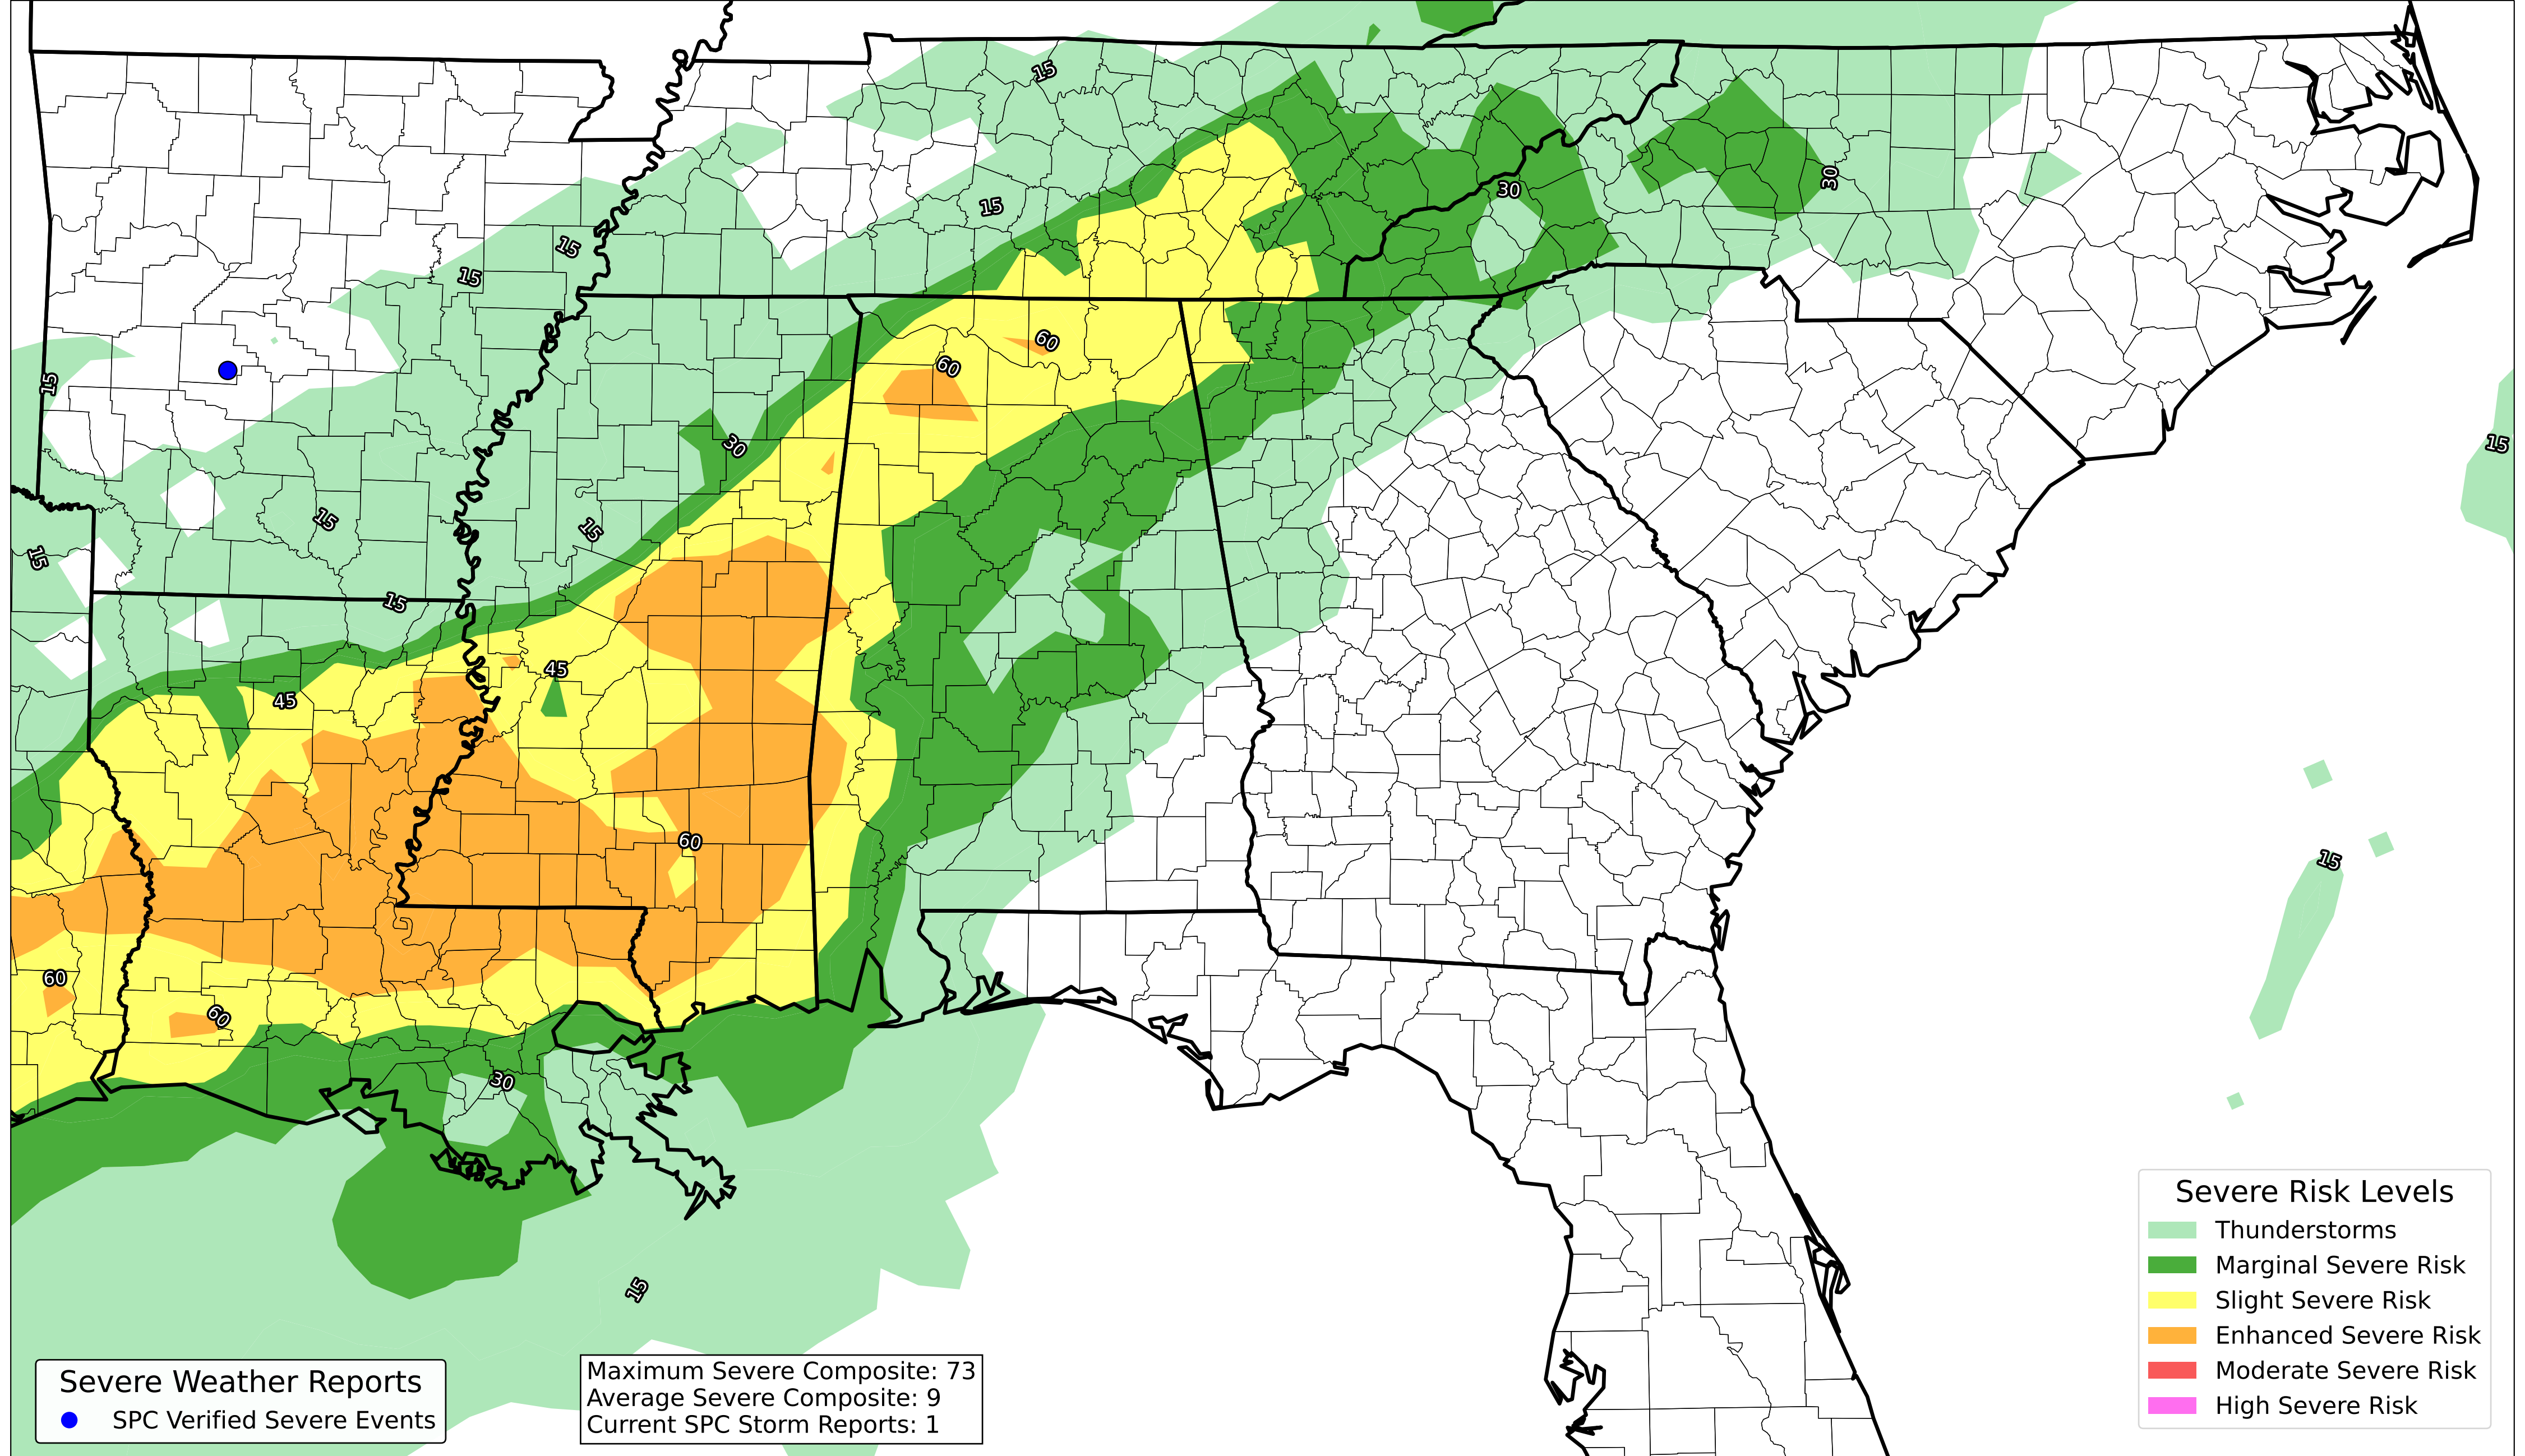 15
15
30
30
15
15
15
60
60
15
30
15
15
15
15
15
45
45
60
15
60
60
30
15
Severe Risk Levels
Thunderstorms
Marginal Severe Risk
Slight Severe Risk
Enhanced Severe Risk
Moderate Severe Risk
High Severe Risk
Severe Weather Reports
SPC Verified Severe Events
Maximum Severe Composite: 73
Average Severe Composite: 9
Current SPC Storm Reports: 1